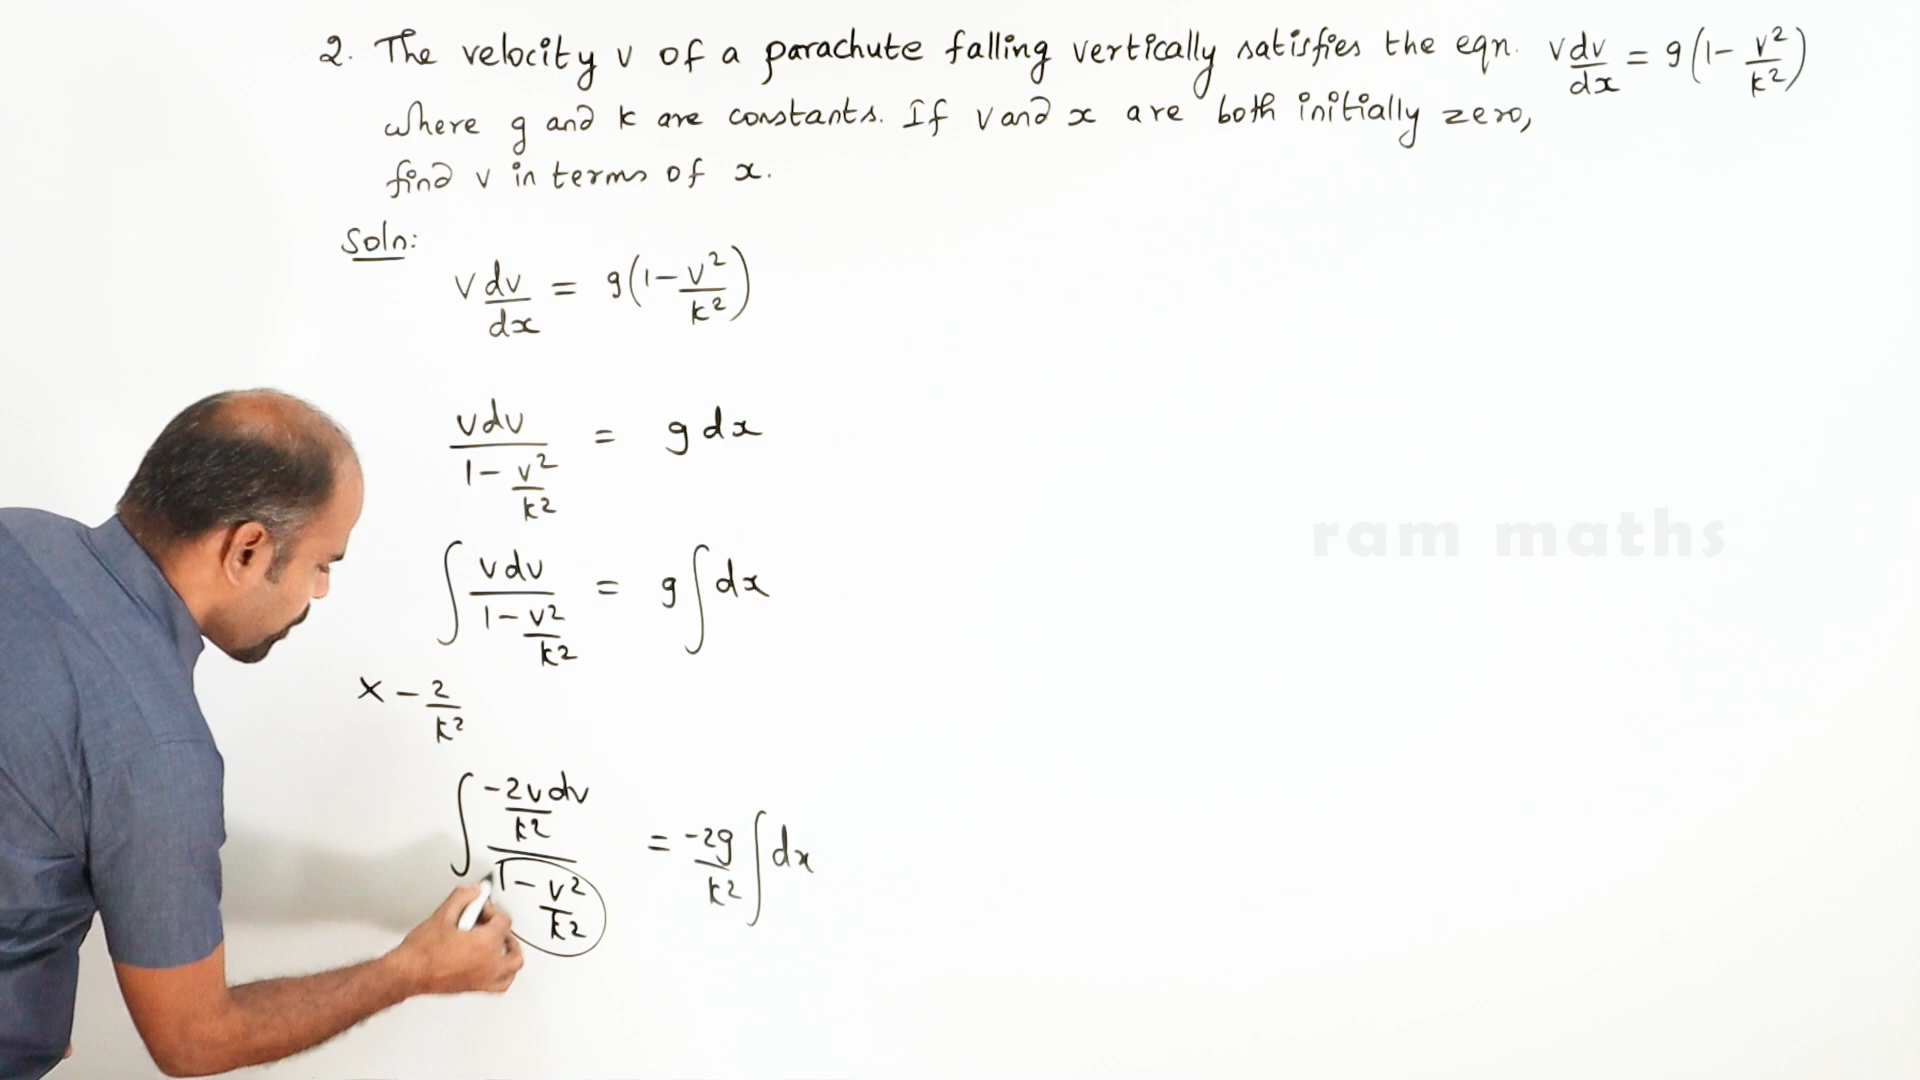 2. The velocity v of a parachute falling vertically satisfies the eqn. v dv/dx = g(1 - v²/k²)
where g and k are constants. If v and x are both initially zero,
find v in terms of x.
Soln:
v dv/dx = g(1 - v²/k²)
vdv/(1 - v²/k²) = g dx
∫ vdv/(1 - v²/k²) = g ∫ dx
× - 2/k²
∫ (-2v dv/k²)/(1 - v²/k²) = -2g/k² ∫ dx
ram maths